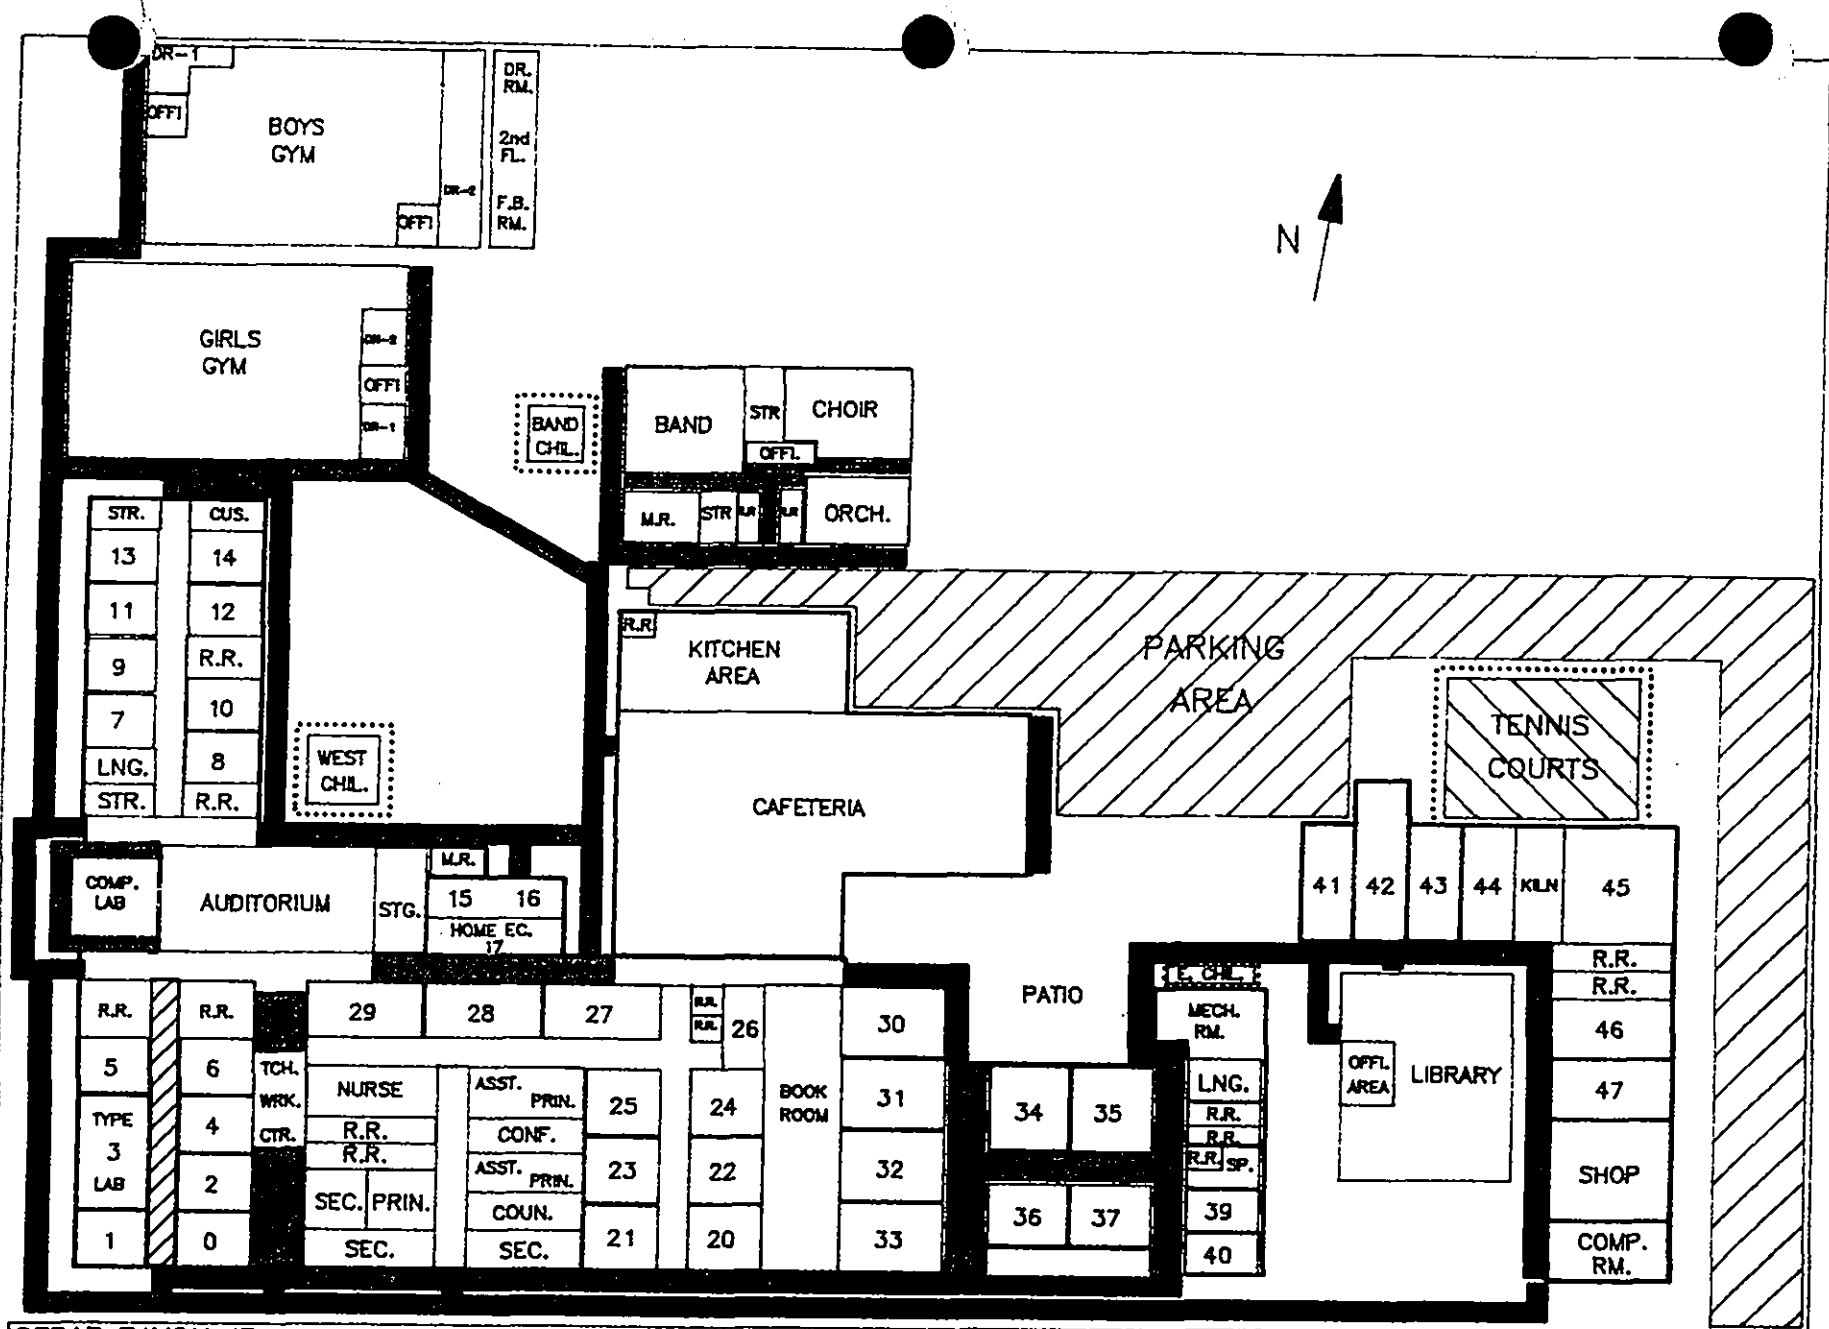 DR-1
OFFI
BOYS
GYM
OFFI
DR-2
DR.
RM.
2nd
FL.
F.B.
RM.
N
GIRLS
GYM
DR-2
OFFI
DR-1
BAND
CHIL.
BAND
STR
CHOIR
OFFI.
M.R.
STR
R.R
R.R
ORCH.
STR.
13
11
9
7
LNG.
STR.
CUS.
14
12
R.R.
10
8
R.R.
WEST
CHIL.
R.R.
KITCHEN
AREA
CAFETERIA
PARKING
AREA
TENNIS
COURTS
COMP.
LAB
AUDITORIUM
STG.
M.R.
15
16
HOME EC.
17
41
42
43
44
KILN
45
R.R.
5
TYPE
3
LAB
1
R.R.
6
4
2
0
TCH.
WRK.
CTR.
29
28
27
NURSE
R.R.
R.R.
SEC.
PRIN.
SEC.
ASST.
PRIN.
CONF.
ASST.
PRIN.
COUN.
SEC.
25
23
21
R.R.
R.R.
26
24
22
20
BOOK
ROOM
30
31
32
33
PATIO
34
35
36
37
E. CHIL.
MECH.
RM.
LNG.
R.R.
R.R.
R.R.
SP.
39
40
OFFI.
AREA
LIBRARY
R.R.
R.R.
46
47
SHOP
COMP.
RM.